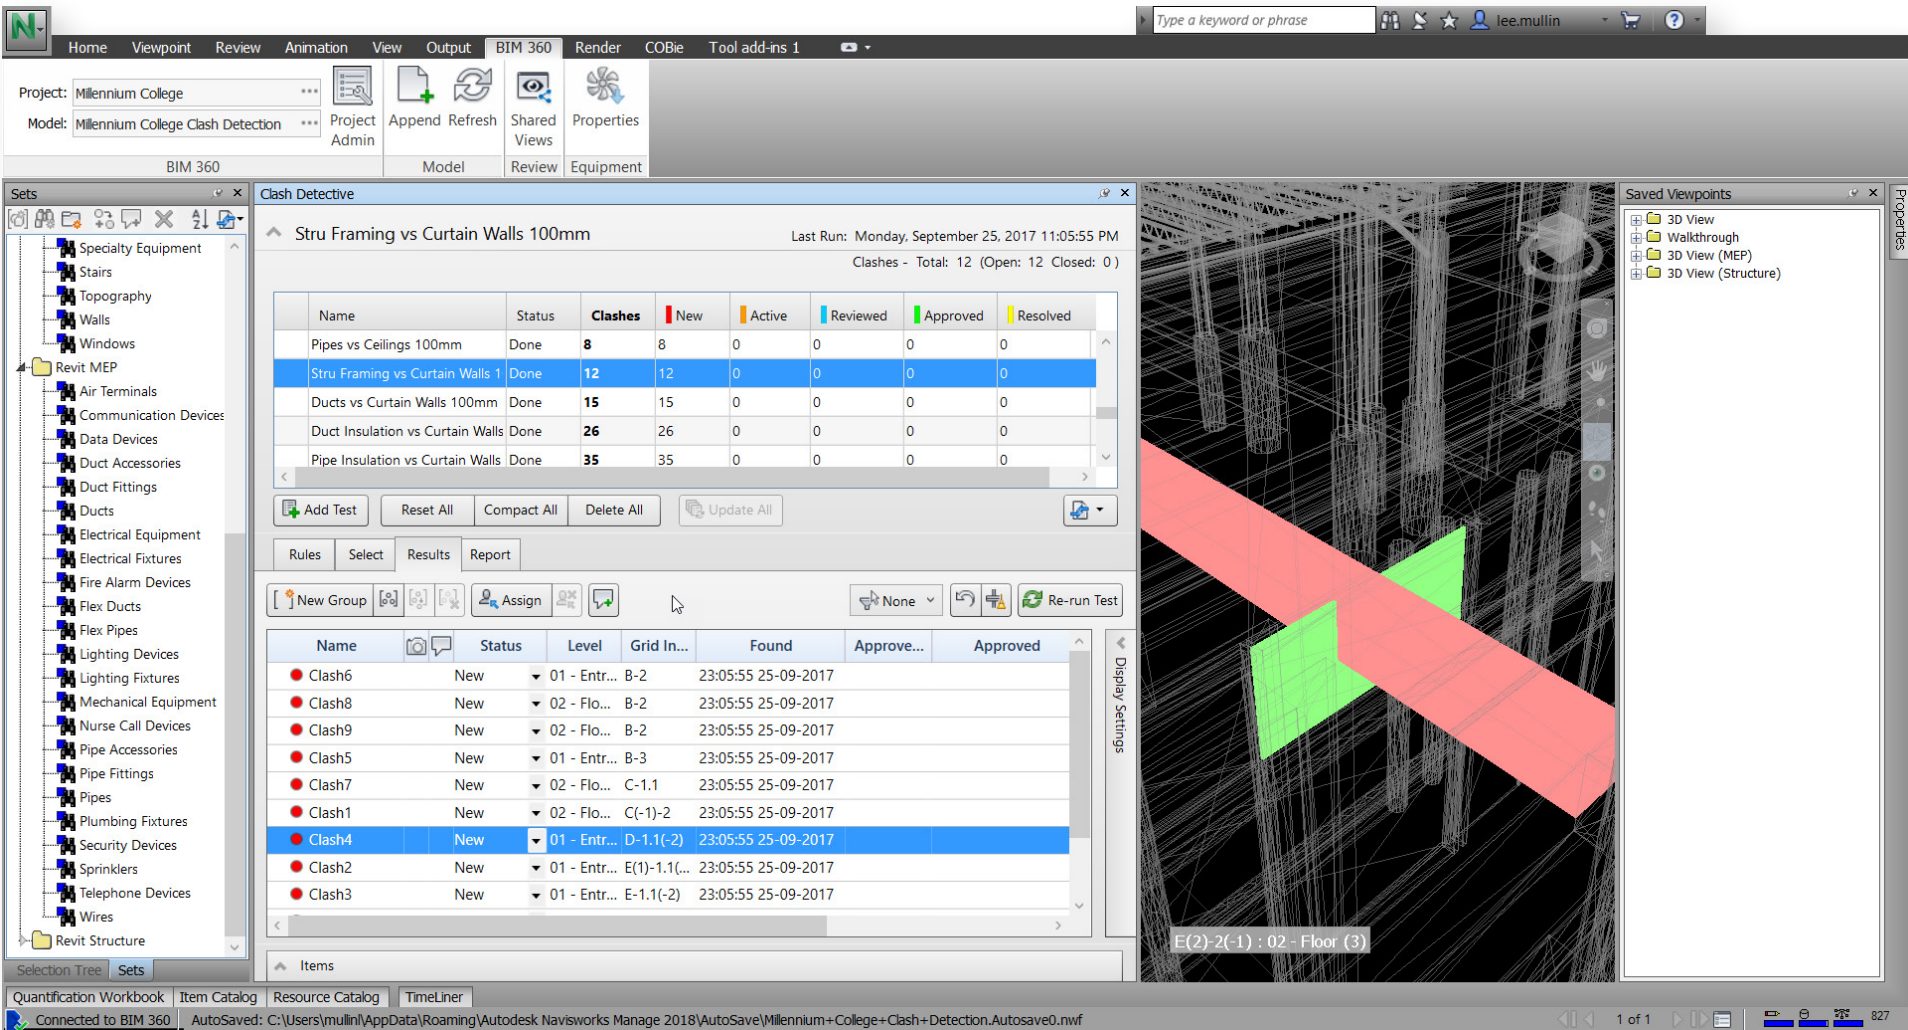 N
Type a keyword or phrase
lee.mullin
?
Home Viewpoint Review Animation View Output BIM 360 Render COBie Tool add-ins 1
Project: Millennium College ...
Model: Millennium College Clash Detection ...
Project Admin
Append
Refresh
Shared Views
Properties
BIM 360 Model Review Equipment
Sets
Specialty Equipment
Stairs
Topography
Walls
Windows
Revit MEP
Air Terminals
Communication Devices
Data Devices
Duct Accessories
Duct Fittings
Ducts
Electrical Equipment
Electrical Fixtures
Fire Alarm Devices
Flex Ducts
Flex Pipes
Lighting Devices
Lighting Fixtures
Mechanical Equipment
Nurse Call Devices
Pipe Accessories
Pipe Fittings
Pipes
Plumbing Fixtures
Security Devices
Sprinklers
Telephone Devices
Wires
Revit Structure
Selection Tree Sets
Clash Detective
Stru Framing vs Curtain Walls 100mm
Last Run: Monday, September 25, 2017 11:05:55 PM
Clashes - Total: 12 (Open: 12 Closed: 0 )
Name Status Clashes New Active Reviewed Approved Resolved
Pipes vs Ceilings 100mm Done 8 8 0 0 0 0
Stru Framing vs Curtain Walls 1 Done 12 12 0 0 0 0
Ducts vs Curtain Walls 100mm Done 15 15 0 0 0 0
Duct Insulation vs Curtain Walls Done 26 26 0 0 0 0
Pipe Insulation vs Curtain Walls Done 35 35 0 0 0 0
Add Test Reset All Compact All Delete All Update All
Rules Select Results Report
New Group Assign None Re-run Test
Name Status Level Grid In... Found Approve... Approved
Clash6 New 01 - Entr... B-2 23:05:55 25-09-2017
Clash8 New 02 - Flo... B-2 23:05:55 25-09-2017
Clash9 New 02 - Flo... B-2 23:05:55 25-09-2017
Clash5 New 01 - Entr... B-3 23:05:55 25-09-2017
Clash7 New 02 - Flo... C-1.1 23:05:55 25-09-2017
Clash1 New 02 - Flo... C(-1)-2 23:05:55 25-09-2017
Clash4 New 01 - Entr... D-1.1(-2) 23:05:55 25-09-2017
Clash2 New 01 - Entr... E(1)-1.1(... 23:05:55 25-09-2017
Clash3 New 01 - Entr... E-1.1(-2) 23:05:55 25-09-2017
Display Settings
Items
E(2)-2(-1) : 02 - Floor (3)
Saved Viewpoints
3D View
Walkthrough
3D View (MEP)
3D View (Structure)
Properties
Quantification Workbook Item Catalog Resource Catalog TimeLiner
Connected to BIM 360 AutoSaved: C:\Users\mullinl\AppData\Roaming\Autodesk Navisworks Manage 2018\AutoSave\Millennium+College+Clash+Detection.Autosave0.nwf
1 of 1
827